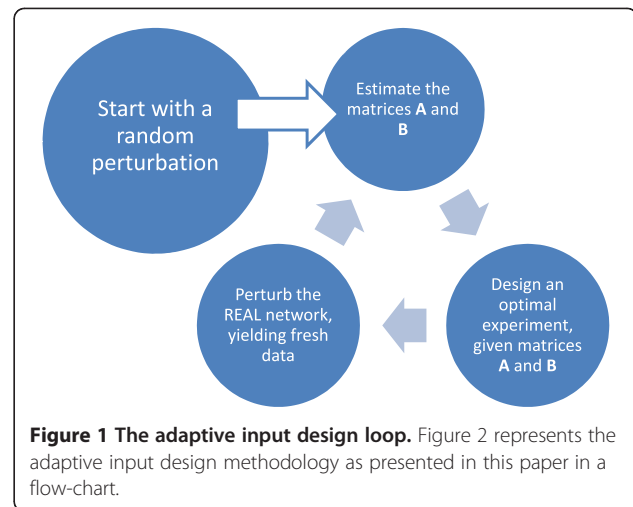 Start with a
random
perturbation
Estimate the
matrices A and
B
Design an
optimal
experiment,
given matrices
A and B
Perturb the
REAL network,
yielding fresh
data
Figure 1 The adaptive input design loop. Figure 2 represents the
adaptive input design methodology as presented in this paper in a
flow-chart.